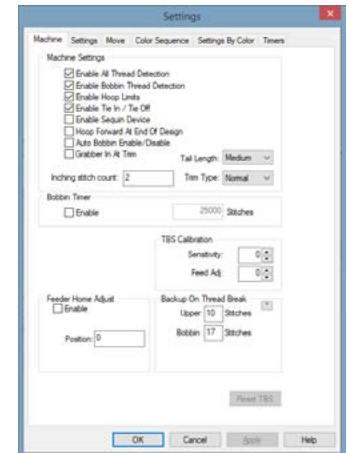 Settings
Machine Settings Move Color Sequence Settings By Color Timers
Machine Settings
Enable All Thread Detection
Enable Bobbin Thread Detection
Enable Hoop Limits
Enable Tie In / Tie Off
Enable Sequin Device
Hoop Forward At End Of Design
Auto Bobbin Enable/Disable
Grabber In At Trim
Tail Length: Medium
Inching stitch count: 2 Trim Type: Normal
Bobbin Timer
Enable 25000 Stitches
TBS Calibration
Sensitivity: 0
Feed Adj: 0
Feeder Home Adjust Backup On Thread Break
Enable Upper 10 Stitches
Position: 0 Bobbin 17 Stitches
Reset TBS
OK Cancel Apply Help